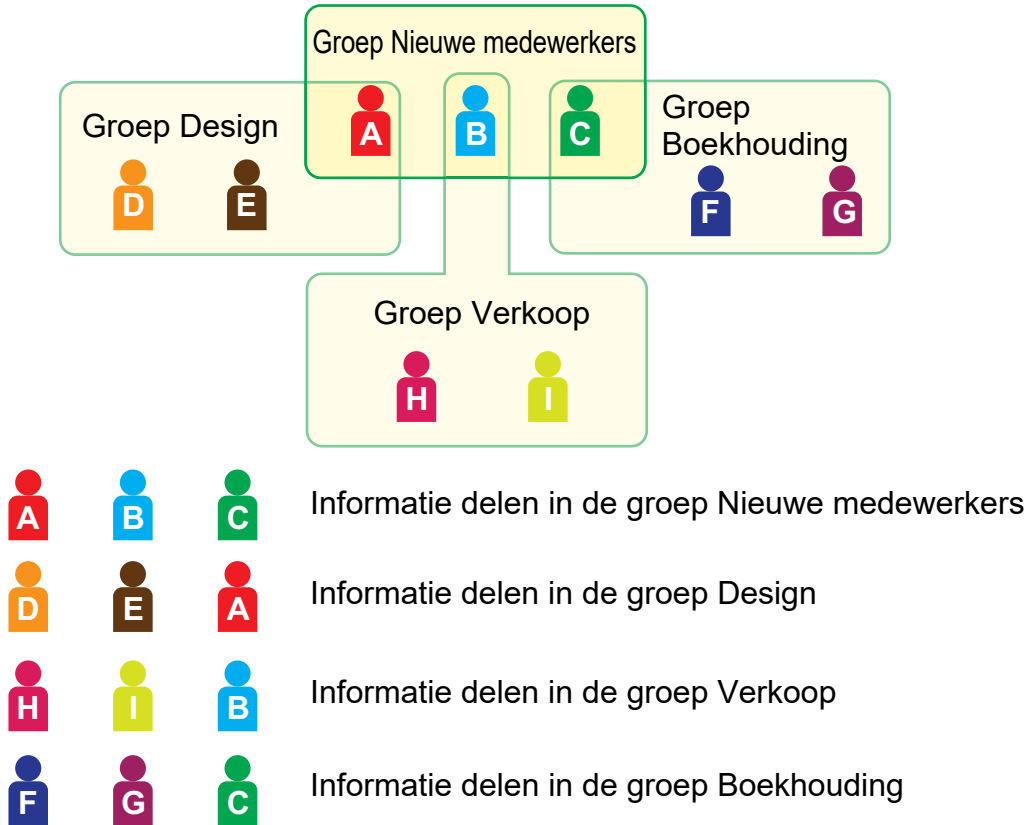 Groep Nieuwe medewerkers
Groep Design
A
B
C
Groep
Boekhouding
D
E
F
G
Groep Verkoop
H
I
A B C Informatie delen in de groep Nieuwe medewerkers
D E A Informatie delen in de groep Design
H I B Informatie delen in de groep Verkoop
F G C Informatie delen in de groep Boekhouding